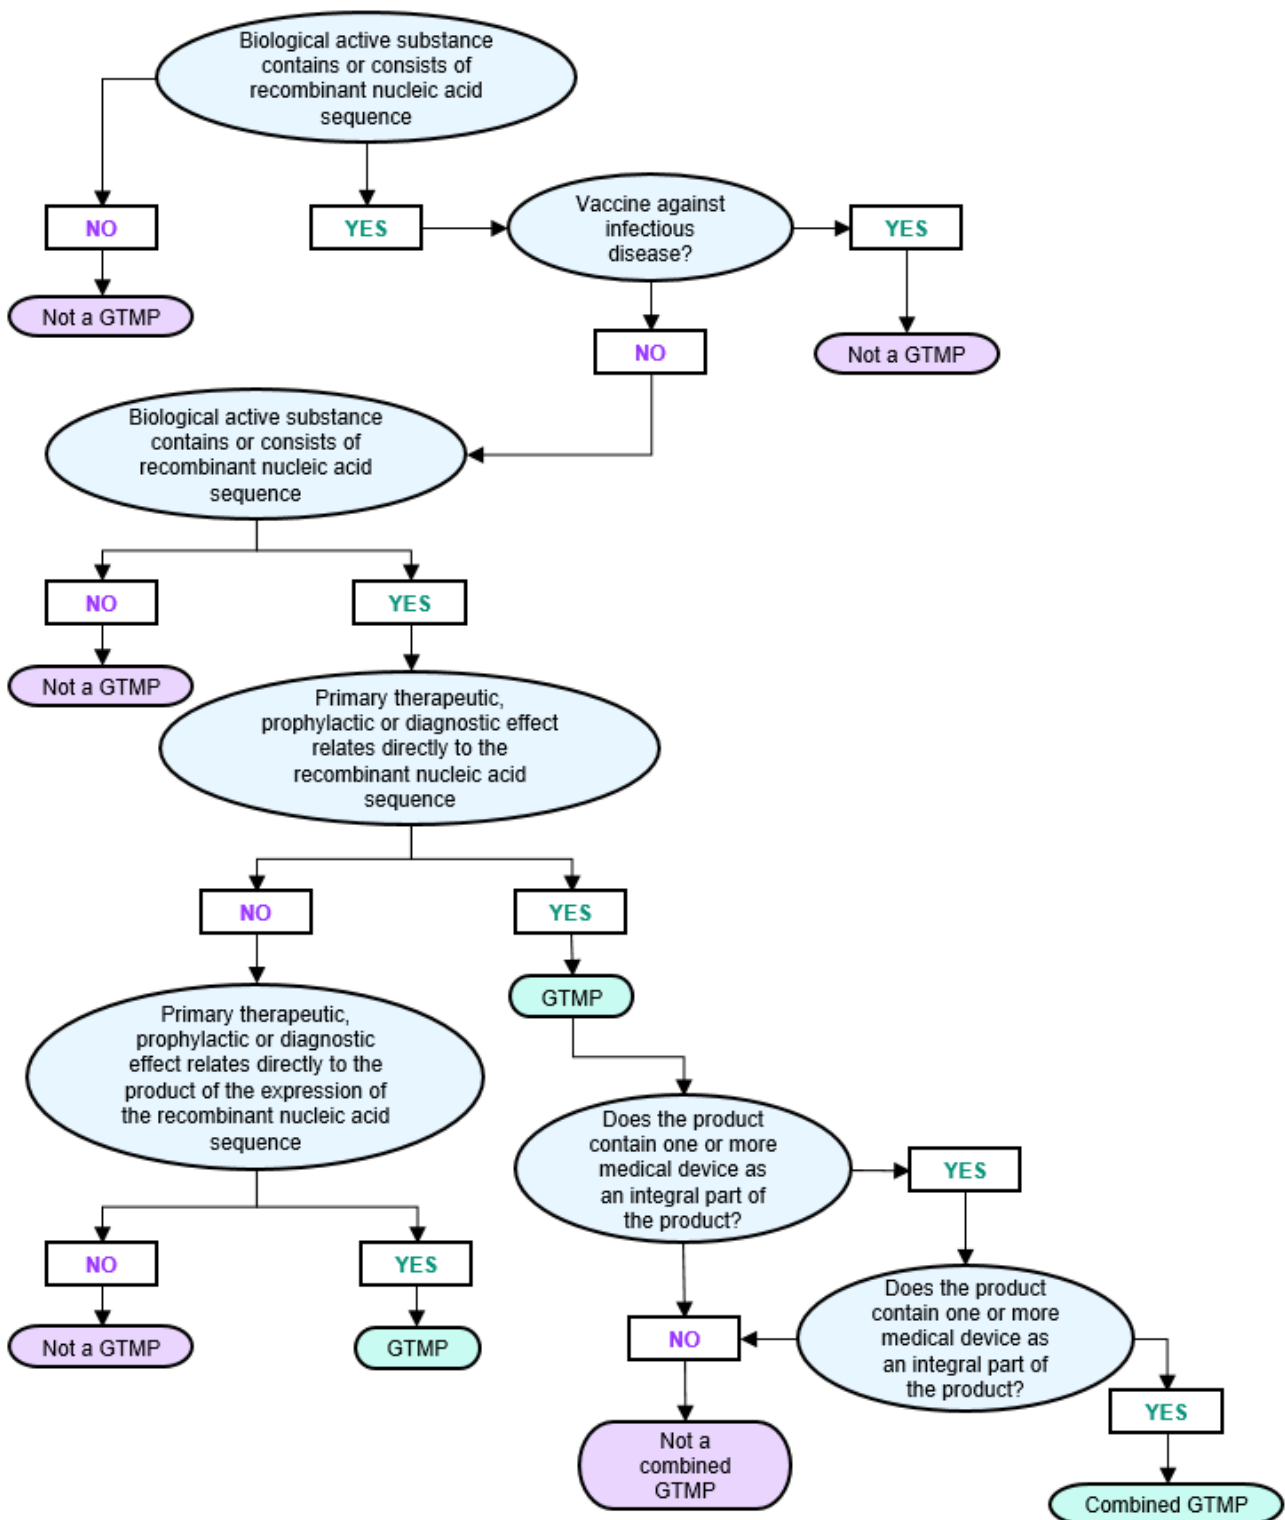 Biological active substance
contains or consists of
recombinant nucleic acid
sequence
NO
YES
Vaccine against
infectious
disease?
YES
Not a GTMP
NO
Not a GTMP
Biological active substance
contains or consists of
recombinant nucleic acid
sequence
NO
YES
Not a GTMP
Primary therapeutic,
prophylactic or diagnostic effect
relates directly to the
recombinant nucleic acid
sequence
NO
YES
GTMP
Primary therapeutic,
prophylactic or diagnostic
effect relates directly to the
product of the expression of
the recombinant nucleic acid
sequence
Does the product
contain one or more
medical device as
an integral part of
the product?
YES
NO
YES
Does the product
contain one or more
medical device as
an integral part of
the product?
NO
Not a GTMP
GTMP
YES
Not a
combined
GTMP
Combined GTMP